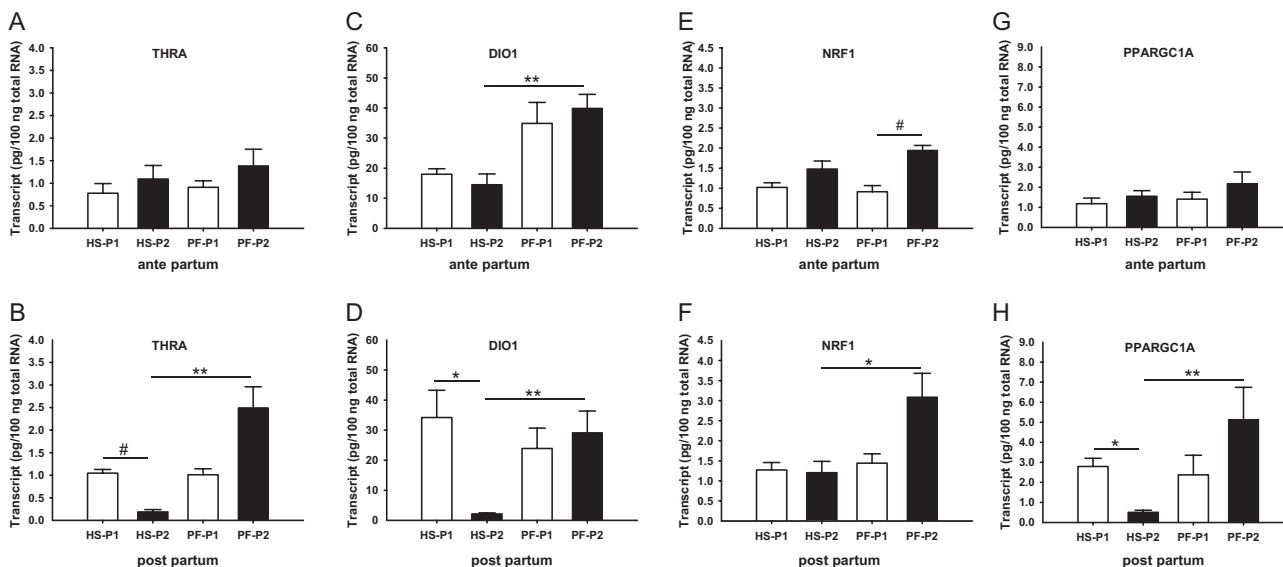 A
THRA
Transcript (pg/100 ng total RNA)
4.0
3.5
3.0
2.5
2.0
1.5
1.0
0.5
0.0
HS-P1 HS-P2 PF-P1 PF-P2
ante partum
C
DIO1
Transcript (pg/100 ng total RNA)
60
50
40
30
20
10
0
**
HS-P1 HS-P2 PF-P1 PF-P2
ante partum
E
NRF1
Transcript (pg/100 ng total RNA)
4.5
4.0
3.5
3.0
2.5
2.0
1.5
1.0
0.5
0.0
#
HS-P1 HS-P2 PF-P1 PF-P2
ante partum
G
PPARGC1A
Transcript (pg/100 ng total RNA)
9.0
8.0
7.0
6.0
5.0
4.0
3.0
2.0
1.0
0.0
HS-P1 HS-P2 PF-P1 PF-P2
ante partum
B
THRA
Transcript (pg/100 ng total RNA)
4.0
3.5
3.0
2.5
2.0
1.5
1.0
0.5
0.0
**
#
HS-P1 HS-P2 PF-P1 PF-P2
post partum
D
DIO1
Transcript (pg/100 ng total RNA)
60
50
40
30
20
10
0
*
**
HS-P1 HS-P2 PF-P1 PF-P2
post partum
F
NRF1
Transcript (pg/100 ng total RNA)
4.5
4.0
3.5
3.0
2.5
2.0
1.5
1.0
0.5
0.0
*
HS-P1 HS-P2 PF-P1 PF-P2
post partum
H
PPARGC1A
Transcript (pg/100 ng total RNA)
9.0
8.0
7.0
6.0
5.0
4.0
3.0
2.0
1.0
0.0
**
*
HS-P1 HS-P2 PF-P1 PF-P2
post partum